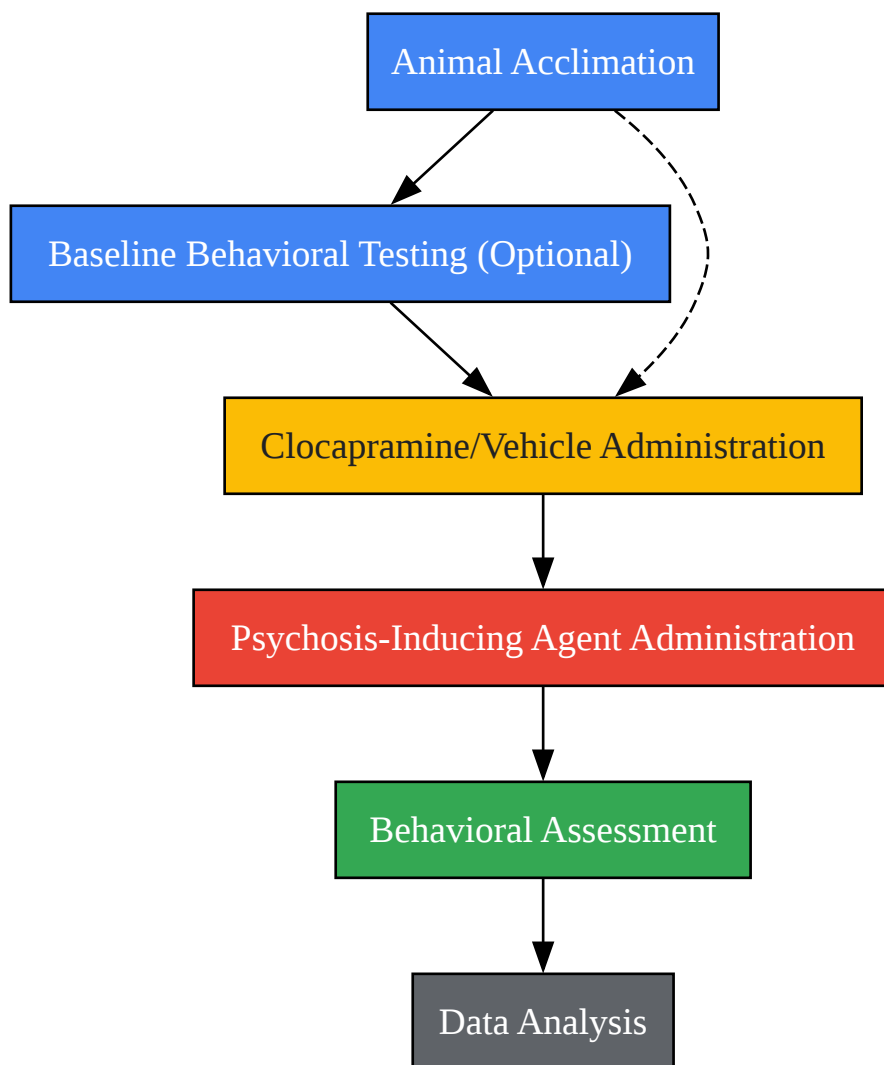 Animal Acclimation
Baseline Behavioral Testing (Optional)
Clocapramine/Vehicle Administration
Psychosis-Inducing Agent Administration
Behavioral Assessment
Data Analysis